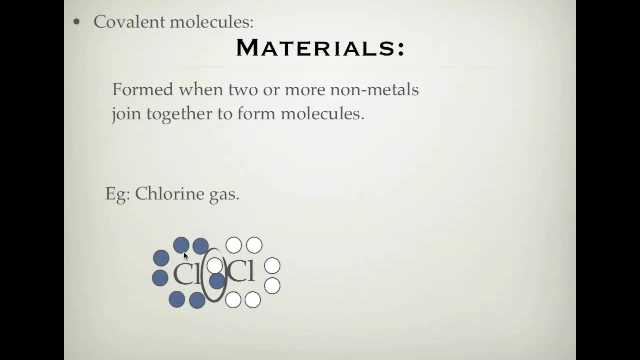 • Covalent molecules:
Materials:
Formed when two or more non-metals
join together to form molecules.
Eg: Chlorine gas.
Cl Cl